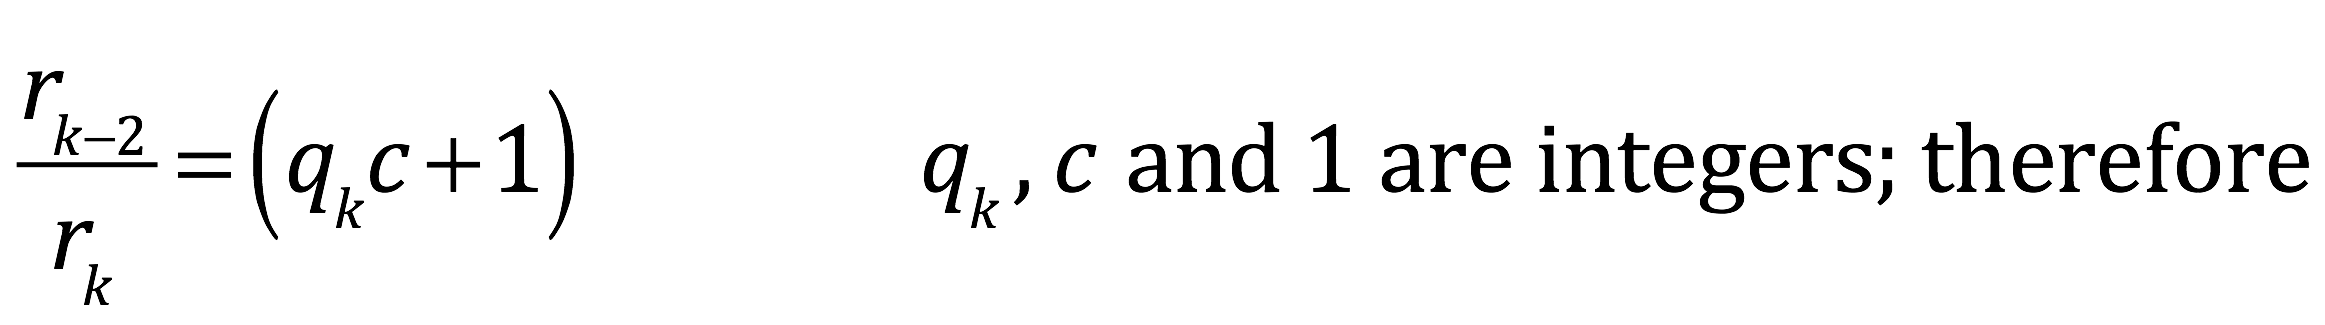 r_{k-2}/r_k = (q_k c + 1) q_k, c and 1 are integers; therefore